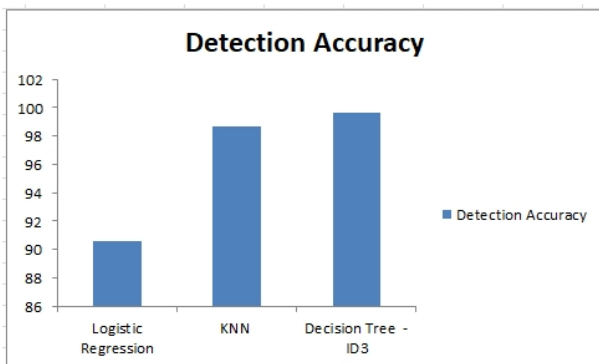 Detection Accuracy
102
100
98
96
94
92
90
88
86
Logistic
Regression
KNN
Decision Tree -
ID3
Detection Accuracy